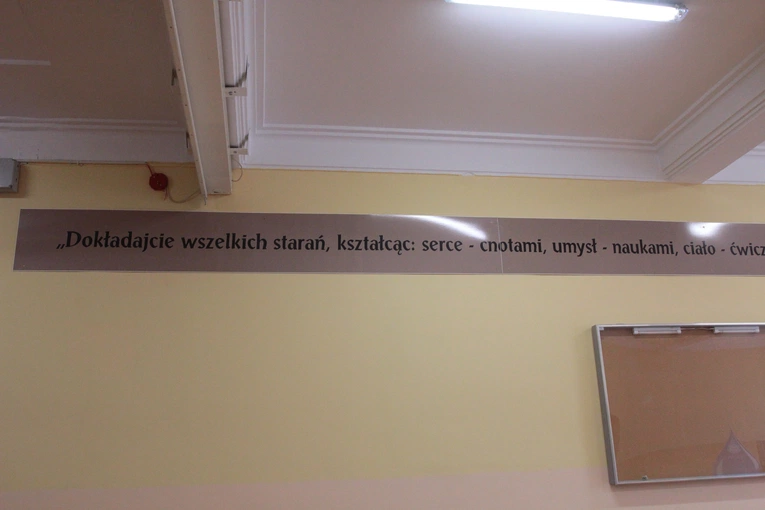 „Dokładajcie wszelkich starań, kształcąc: serce - cnotami, umysł - naukami, ciało - ćwicz